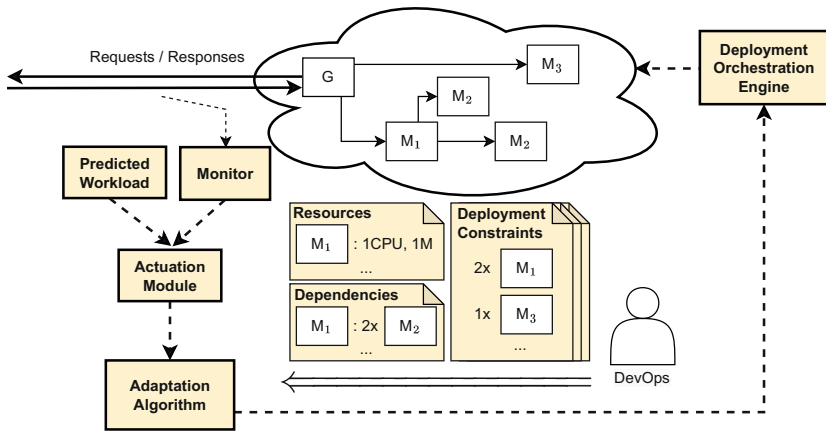 Requests / Responses
G
M₃
M₂
M₁
M₂
Deployment
Orchestration
Engine
Predicted
Workload
Monitor
Actuation
Module
Adaptation
Algorithm
Resources
M₁ : 1CPU, 1M
...
Dependencies
M₁ : 2x M₂
...
Deployment
Constraints
2x M₁
1x M₃
...
DevOps